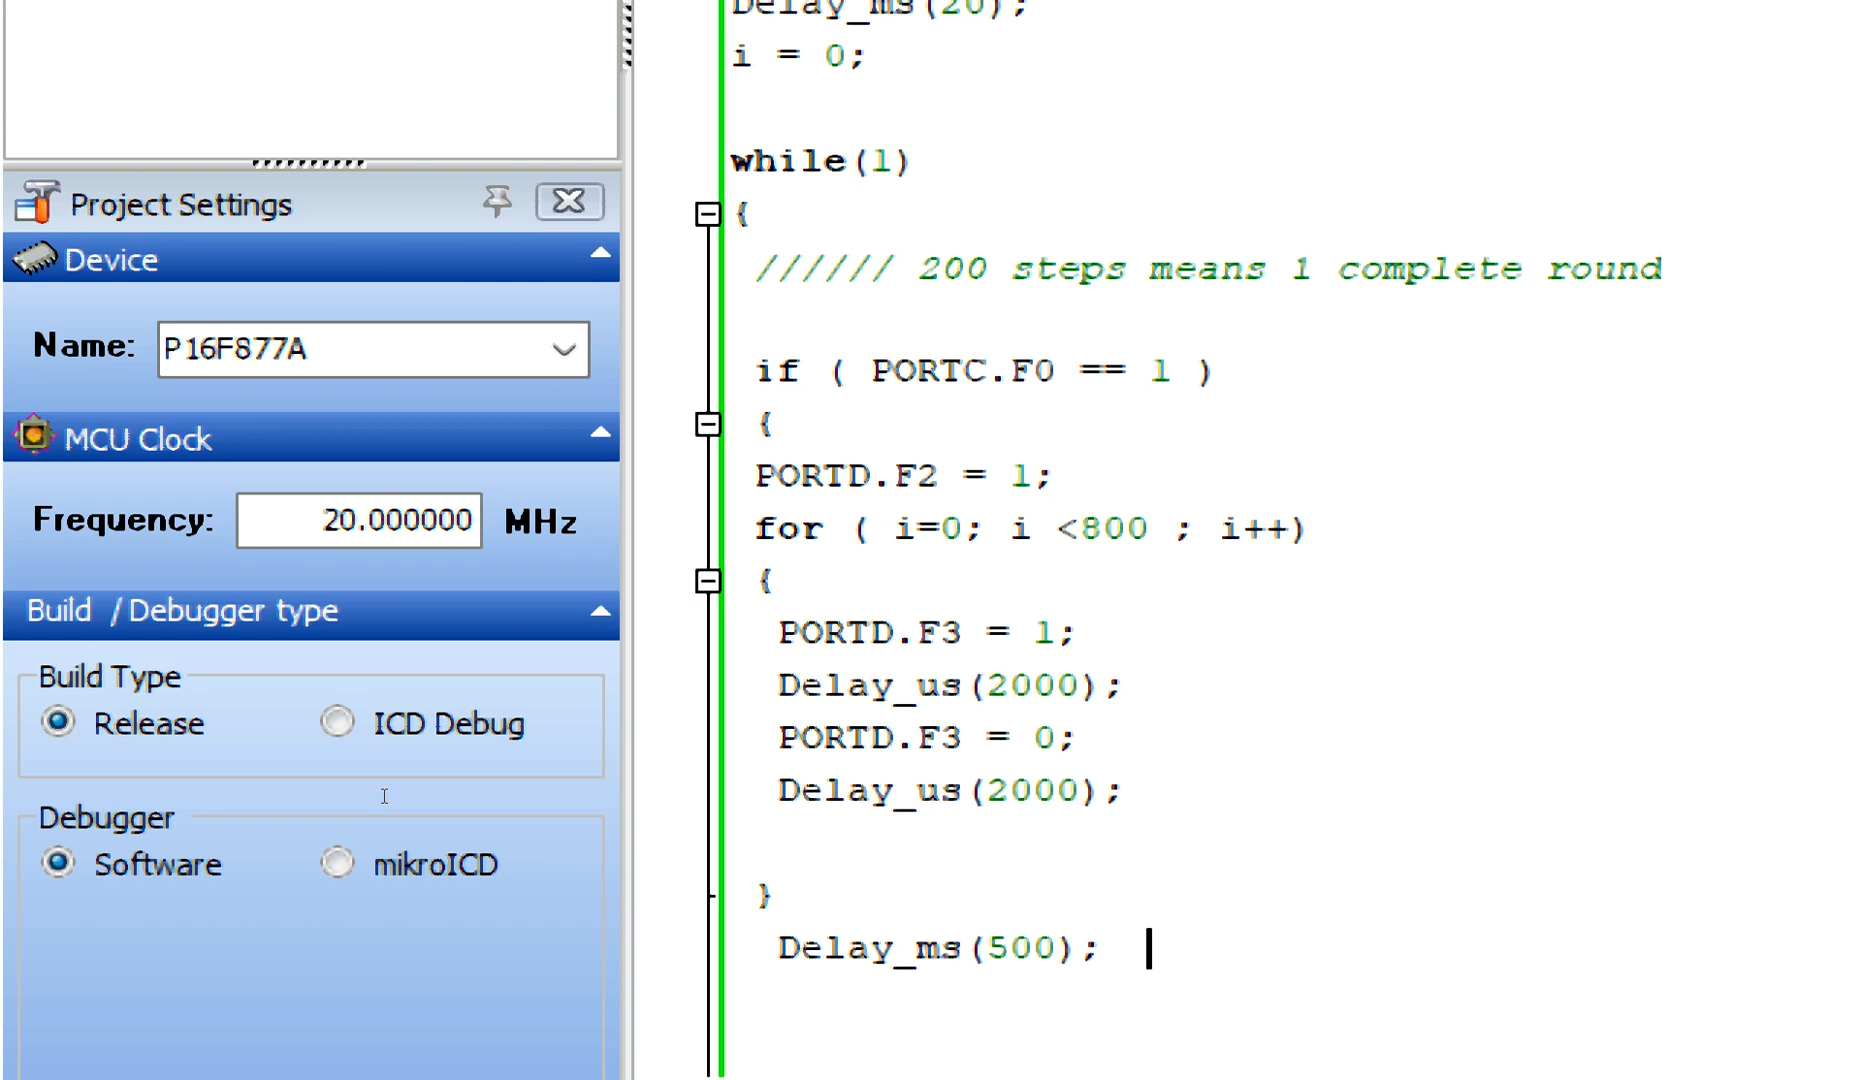 Delay_ms(20);
i = 0;
while(1)
{
////// 200 steps means 1 complete round
if ( PORTC.F0 == 1 )
{
PORTD.F2 = 1;
for ( i=0; i <800 ; i++)
{
PORTD.F3 = 1;
Delay_us(2000);
PORTD.F3 = 0;
Delay_us(2000);
}
Delay_ms(500);
Project Settings
Device
Name: P16F877A
MCU Clock
Frequency: 20.000000 MHz
Build / Debugger type
Build Type
Release ICD Debug
Debugger
Software mikroICD